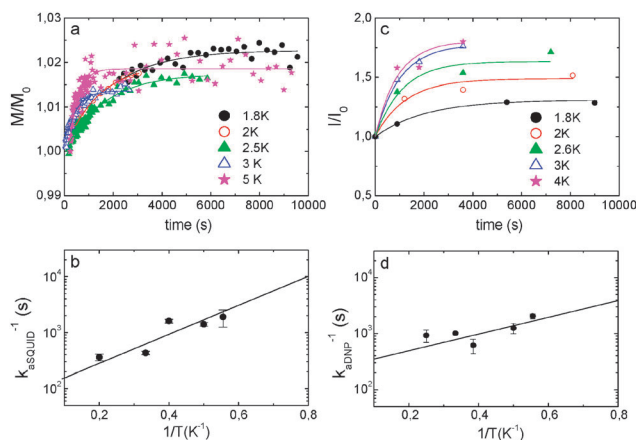 a
M/M0
1,03
1,02
1,01
1,00
0,99
1.8K
2K
2.5K
3 K
5 K
0 2000 4000 6000 8000 10000
time (s)
c
I/I0
2,0
1,5
1,0
0,5
1.8K
2K
2.6K
3K
4K
0 2000 4000 6000 8000
time (s)
b
kaSQUID-1 (s)
10^4
10^3
10^2
0,2 0,4 0,6 0,8
1/T(K-1)
d
kaDNP-1 (s)
10^4
10^3
10^2
0,2 0,4 0,6 0,8
1/T(K-1)